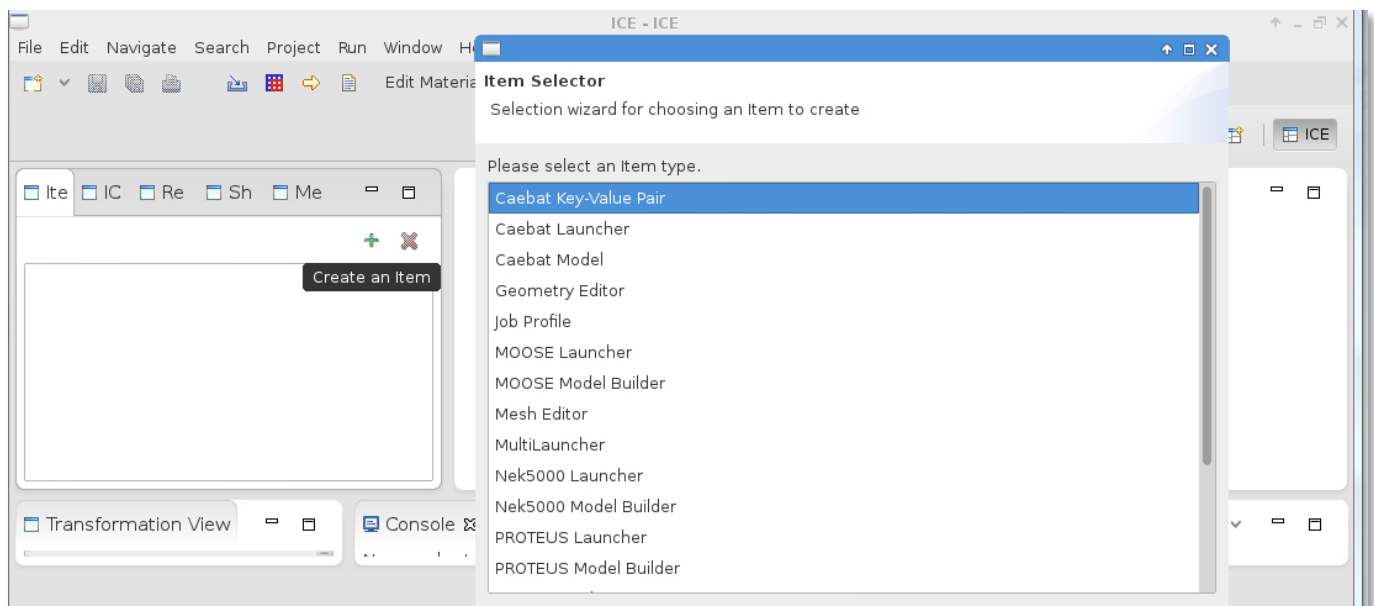 ICE - ICE
File Edit Navigate Search Project Run Window
Edit
Item Selector
Selection wizard for choosing an Item to create
ICE
Please select an Item type.
Ite IC Re Sh Me
Create an Item
Caebat Key-Value Pair
Caebat Launcher
Caebat Model
Geometry Editor
Job Profile
MOOSE Launcher
MOOSE Model Builder
Mesh Editor
MultiLauncher
Nek5000 Launcher
Nek5000 Model Builder
PROTEUS Launcher
PROTEUS Model Builder
Transformation View
Console